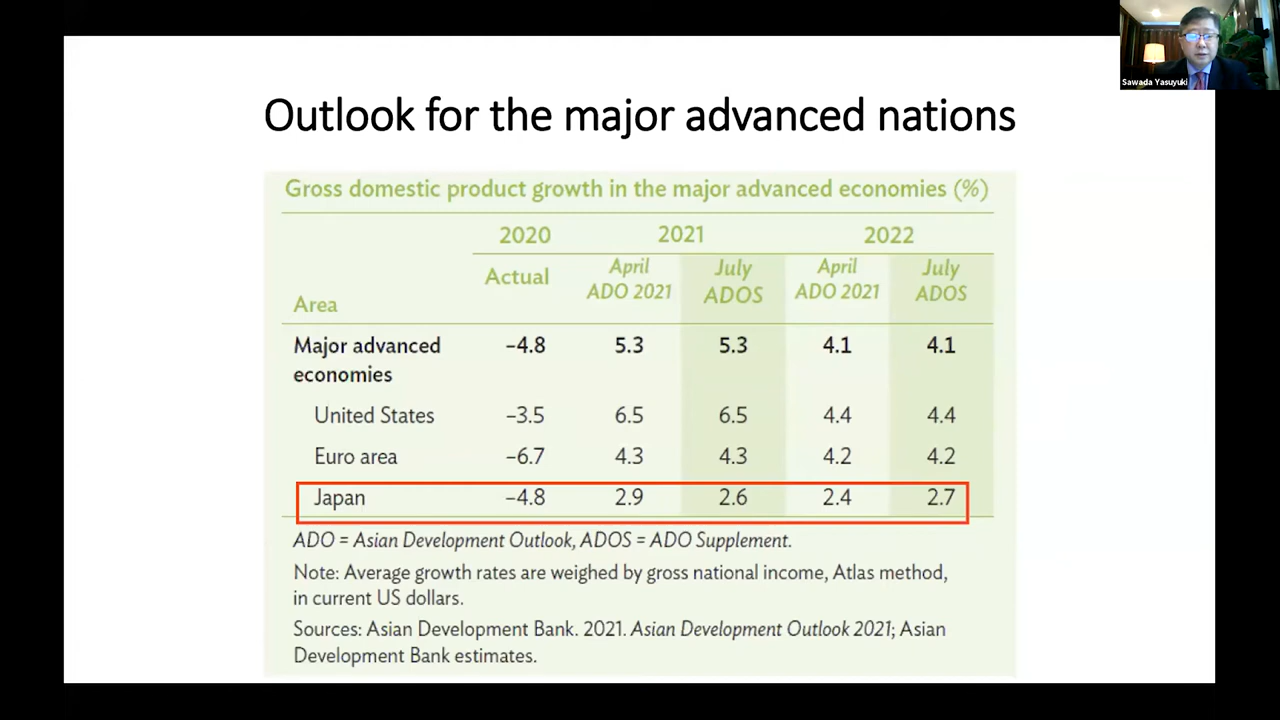 Sawada Yasuyuki
Outlook for the major advanced nations
Gross domestic product growth in the major advanced economies (%)
2020 2021 2022
Area Actual April ADO 2021 July ADOS April ADO 2021 July ADOS
Major advanced economies −4.8 5.3 5.3 4.1 4.1
United States −3.5 6.5 6.5 4.4 4.4
Euro area −6.7 4.3 4.3 4.2 4.2
Japan −4.8 2.9 2.6 2.4 2.7
ADO = Asian Development Outlook, ADOS = ADO Supplement.
Note: Average growth rates are weighed by gross national income, Atlas method,
in current US dollars.
Sources: Asian Development Bank. 2021. Asian Development Outlook 2021; Asian
Development Bank estimates.